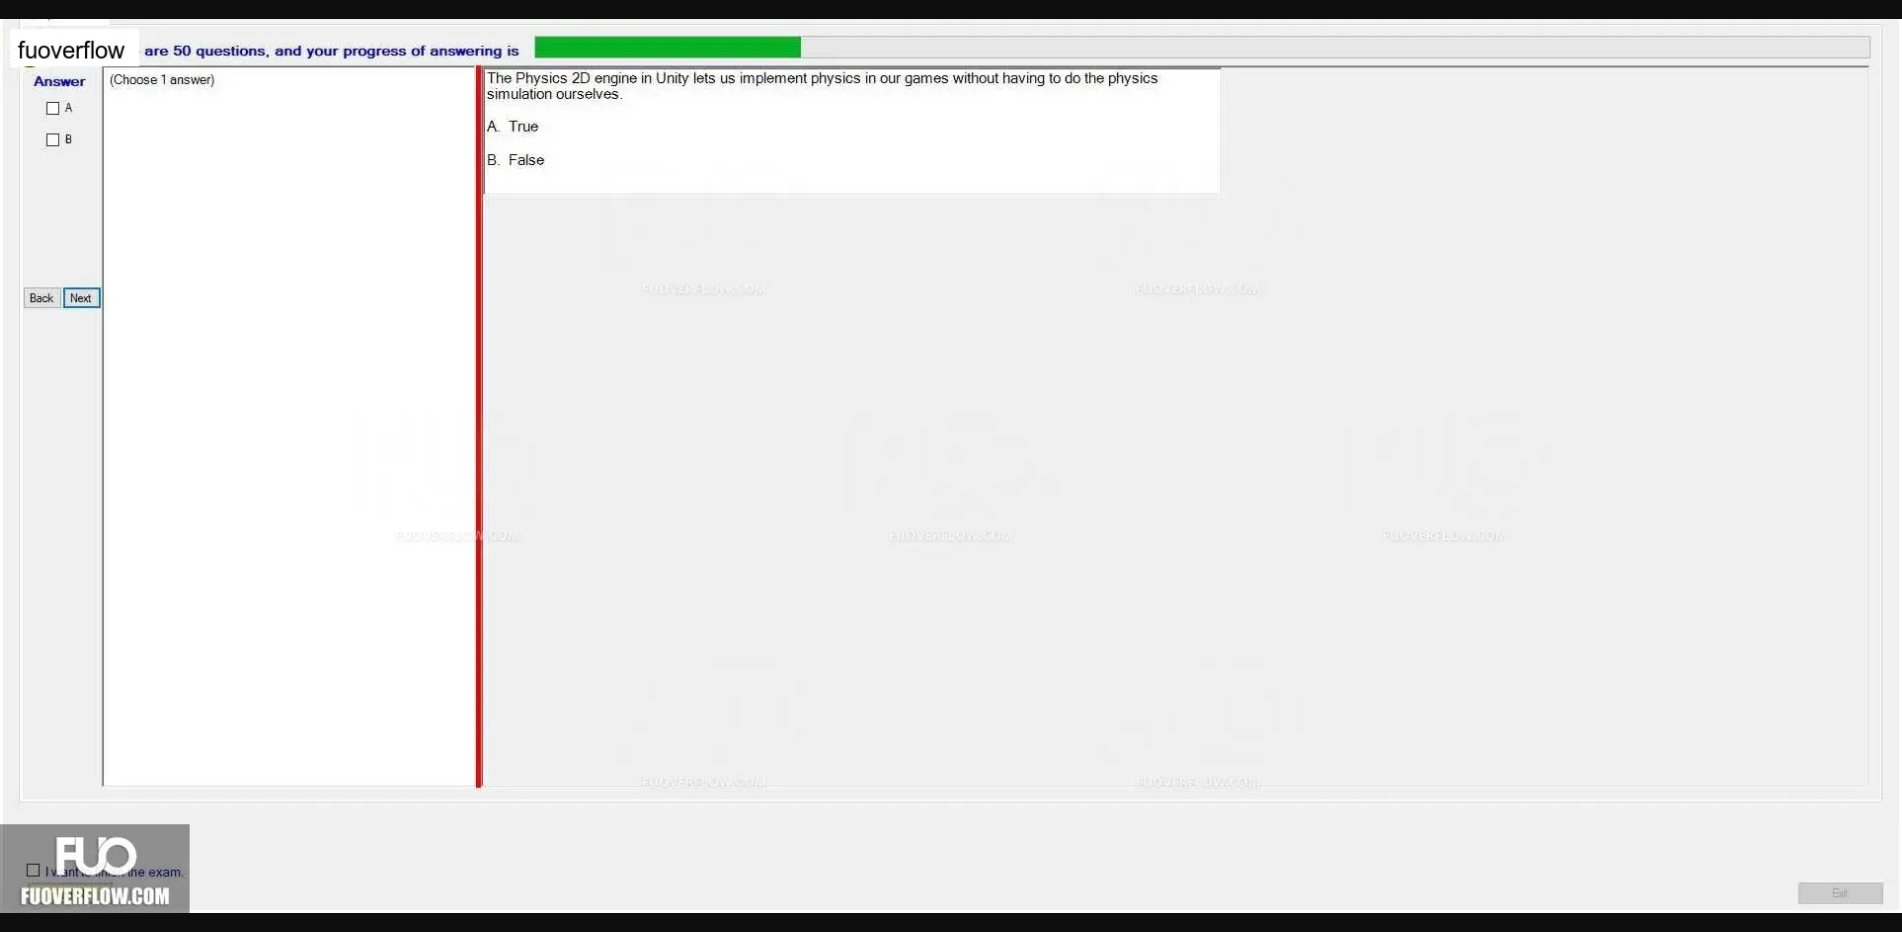 fuoverflow are 50 questions, and your progress of answering is
Answer
(Choose 1 answer)
A
B
Back Next
The Physics 2D engine in Unity lets us implement physics in our games without having to do the physics
simulation ourselves.
A. True
B. False
FUOVERFLOW.COM FUOVERFLOW.COM
FUOVERFLOW.COM FUOVERFLOW.COM FUOVERFLOW.COM
FUOVERFLOW.COM FUOVERFLOW.COM
FUO
I want the exam.
FUOVERFLOW.COM
Exit